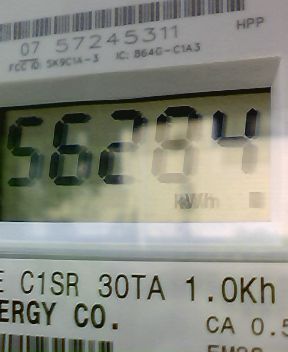 HPP
07 57245311
FCC ID: SK9C1A-3 IC: 864G-C1A3
56284
kWh
E C1SR 30TA 1.0Kh
ERGY CO.
CA 0.5